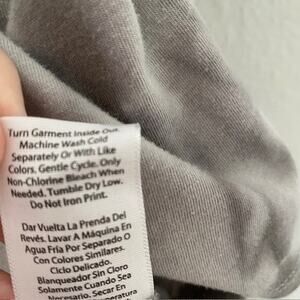 Turn Garment Inside Out.
Machine Wash Cold
Separately Or With Like
Colors. Gentle Cycle. Only
Non-Chlorine Bleach When
Needed. Tumble Dry Low.
Do Not Iron Print.
Dar Vuelta La Prenda Del
Revés. Lavar A Máquina En
Agua Fría Por Separado O
Con Colores Similares.
Ciclo Delicado.
Blanqueador Sin Cloro
Solamente Cuando Sea
Necesario. Secar En